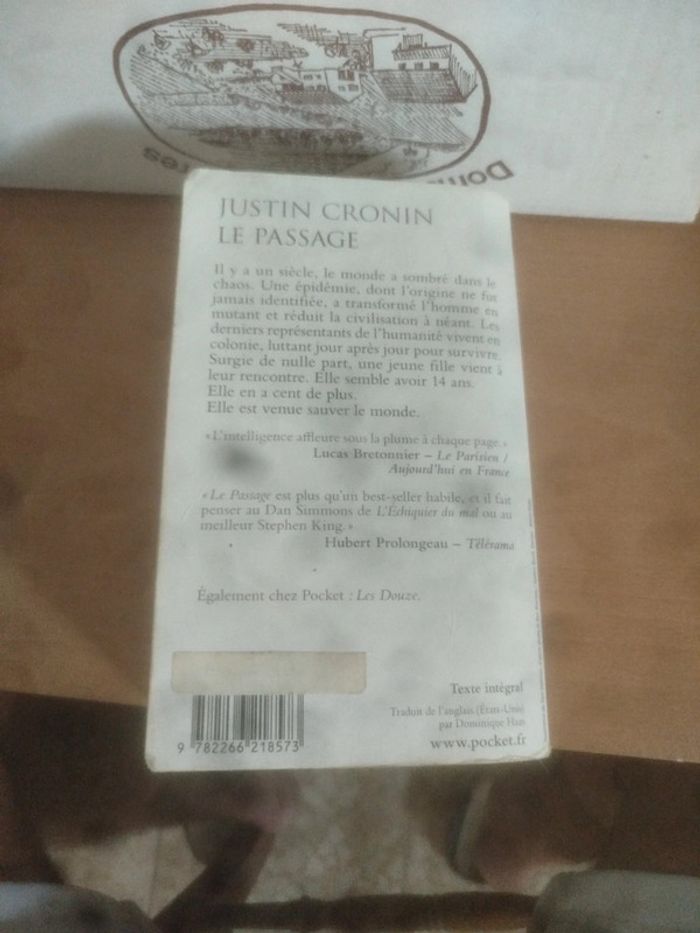 JUSTIN CRONIN
LE PASSAGE
Il y a un siècle, le monde a sombré dans le
chaos. Une épidémie, dont l'origine ne fut
jamais identifiée, a transformé l'homme en
mutant et réduit la civilisation à néant. Les
derniers représentants de l'humanité vivent en
colonie, luttant jour après jour pour survivre.
Surgie de nulle part, une jeune fille vient à
leur rencontre. Elle semble avoir 14 ans.
Elle en a cent de plus.
Elle est venue sauver le monde.
« L'intelligence affleure sous la plume à chaque page. »
Lucas Bretonnier – Le Parisien /
Aujourd'hui en France
« Le Passage est plus qu'un best-seller habile, et il fait
penser au Dan Simmons de L'Échiquier du mal ou au
meilleur Stephen King. »
Hubert Prolongeau – Télérama
Également chez Pocket : Les Douze.
Texte intégral
Traduit de l'anglais (États-Unis)
par Dominique Haas
www.pocket.fr
9 782266 218573